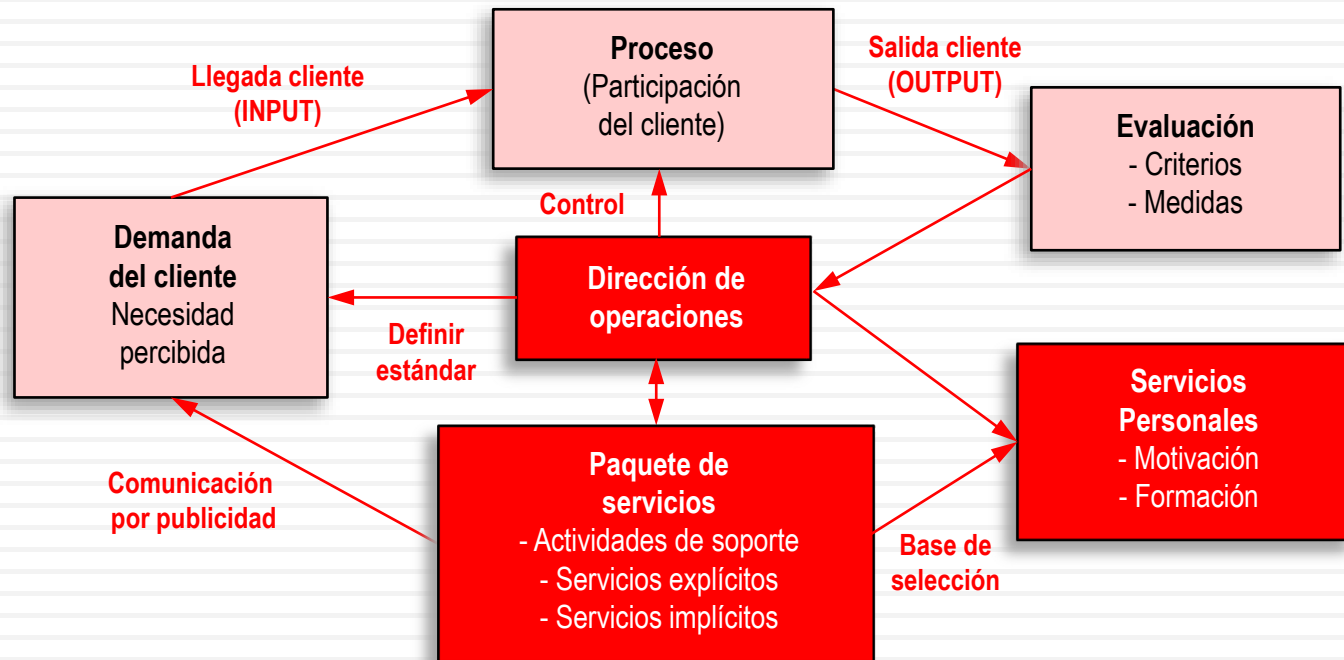 Proceso
(Participación
del cliente)
Llegada cliente
(INPUT)
Salida cliente
(OUTPUT)
Evaluación
- Criterios
- Medidas
Control
Demanda
del cliente
Necesidad
percibida
Dirección de
operaciones
Definir
estándar
Servicios
Personales
- Motivación
- Formación
Paquete de
servicios
- Actividades de soporte
- Servicios explícitos
- Servicios implícitos
Comunicación
por publicidad
Base de
selección